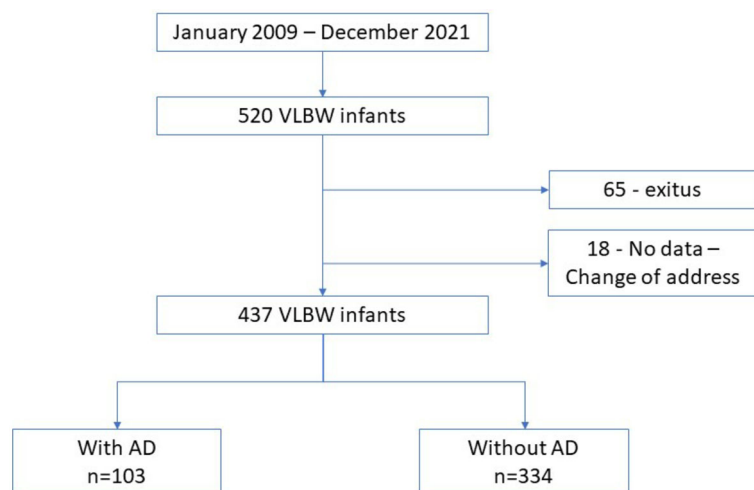 January 2009 – December 2021
520 VLBW infants
65 - exitus
18 - No data –
Change of address
437 VLBW infants
With AD
n=103
Without AD
n=334